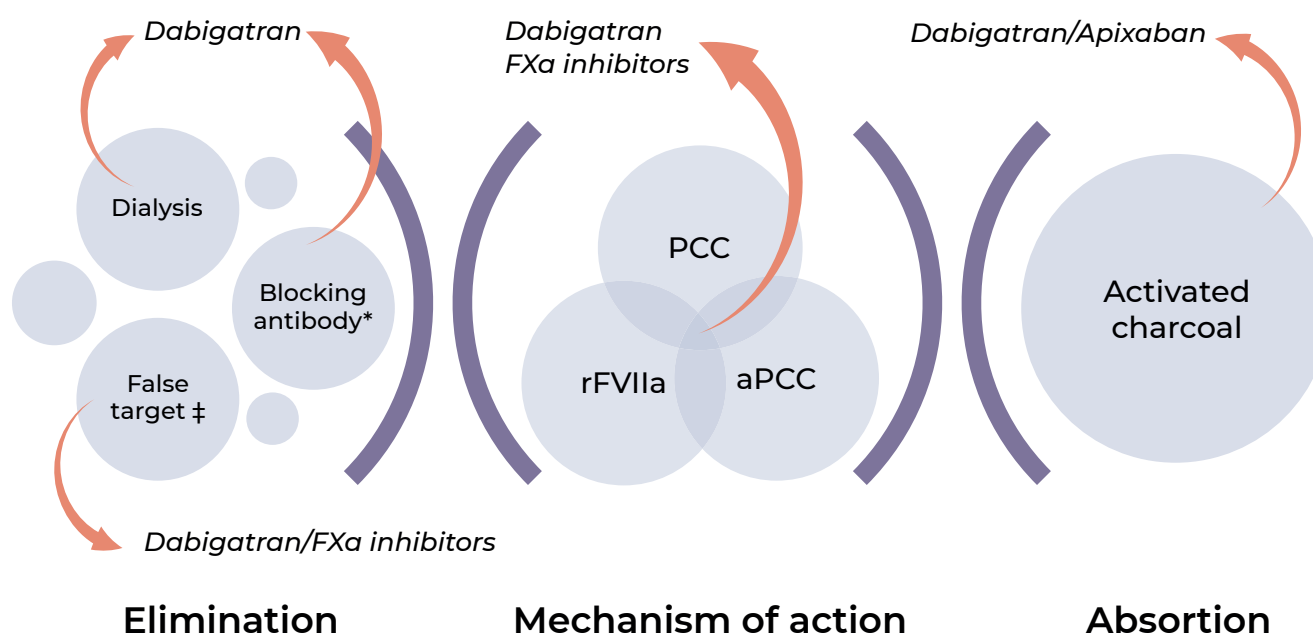 Dabigatran
Dialysis
Blocking
antibody*
False
target ‡
Dabigatran/FXa inhibitors
Elimination
Dabigatran
FXa inhibitors
PCC
rFVIIa
aPCC
Mechanism of action
Dabigatran/Apixaban
Activated
charcoal
Absortion